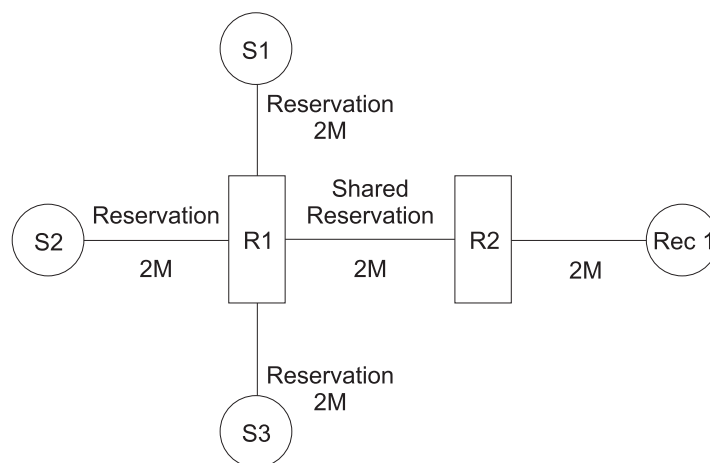 S1
Reservation
2M
Shared
Reservation
Reservation
S2
R1
R2
Rec 1
2M
2M
2M
Reservation
2M
S3